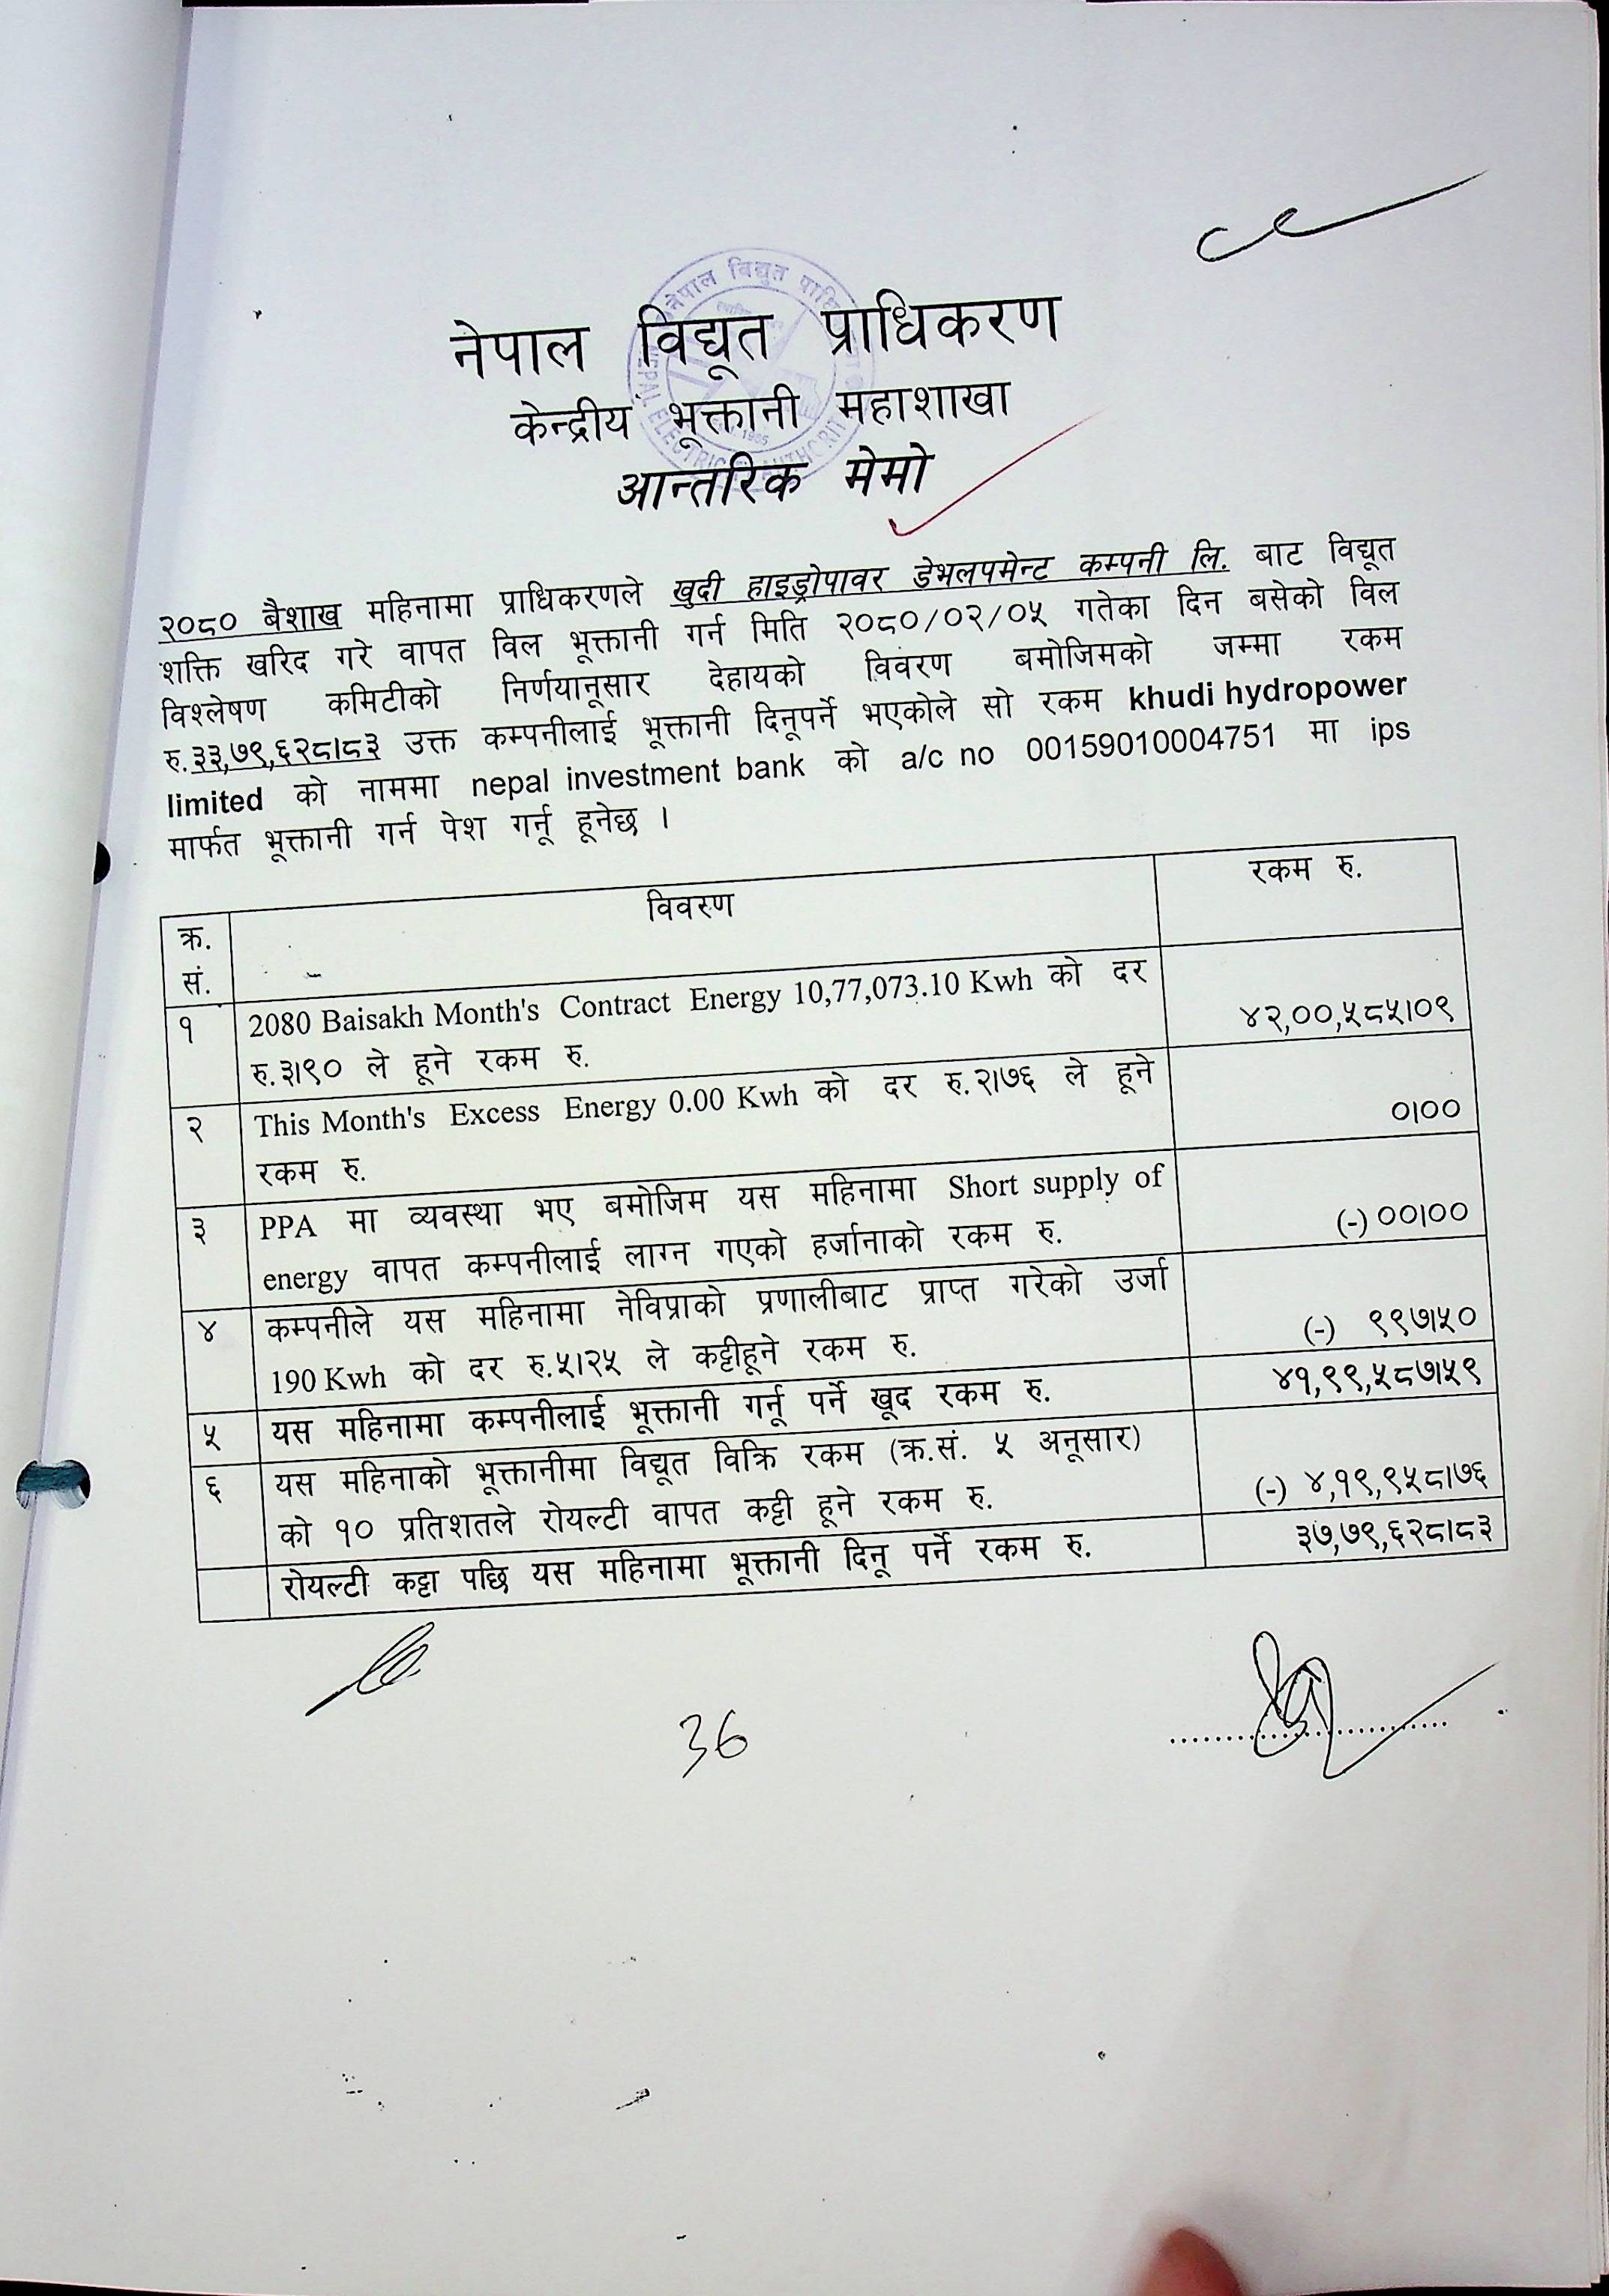 नेपाल विद्यूत प्राधिकरण
केन्द्रीय भूक्तानी महाशाखा
आन्तरिक मेमो
२०८० बैशाख महिनामा प्राधिकरणले खुदी हाइड्रोपावर डेभलपमेन्ट कम्पनी लि. बाट विद्यूत
शक्ति खरिद गरे वापत विल भूक्तानी गर्न मिति २०८०/०२/०५ गतेका दिन बसेको विल
विश्लेषण कमिटीको निर्णयानूसार देहायको विवरण बमोजिमको जम्मा रकम
रु.३३,७९,६२८।८३ उक्त कम्पनीलाई भूक्तानी दिनूपर्ने भएकोले सो रकम khudi hydropower
limited को नाममा nepal investment bank को a/c no 00159010004751 मा ips
मार्फत भूक्तानी गर्न पेश गर्नू हूनेछ ।
क्र. सं. विवरण रकम रु.
१ 2080 Baisakh Month's Contract Energy 10,77,073.10 Kwh को दर
रु.३।९० ले हूने रकम रु. ४२,००,५८५।०९
२ This Month's Excess Energy 0.00 Kwh को दर रु.२।७६ ले हूने
रकम रु. ०।००
३ PPA मा व्यवस्था भए बमोजिम यस महिनामा Short supply of
energy वापत कम्पनीलाई लाग्न गएको हर्जानाको रकम रु. (-) ००।००
४ कम्पनीले यस महिनामा नेविप्राको प्रणालीबाट प्राप्त गरेको उर्जा
190 Kwh को दर रु.५।२५ ले कट्टीहूने रकम रु. (-) ९९७।५०
५ यस महिनामा कम्पनीलाई भूक्तानी गर्नू पर्ने खूद रकम रु. ४१,९९,५८७।५९
६ यस महिनाको भूक्तानीमा विद्यूत विक्रि रकम (क्र.सं. ५ अनूसार)
को १० प्रतिशतले रोयल्टी वापत कट्टी हूने रकम रु. (-) ४,१९,९५८।७६
रोयल्टी कट्टा पछि यस महिनामा भूक्तानी दिनू पर्ने रकम रु. ३७,७९,६२८।८३
36